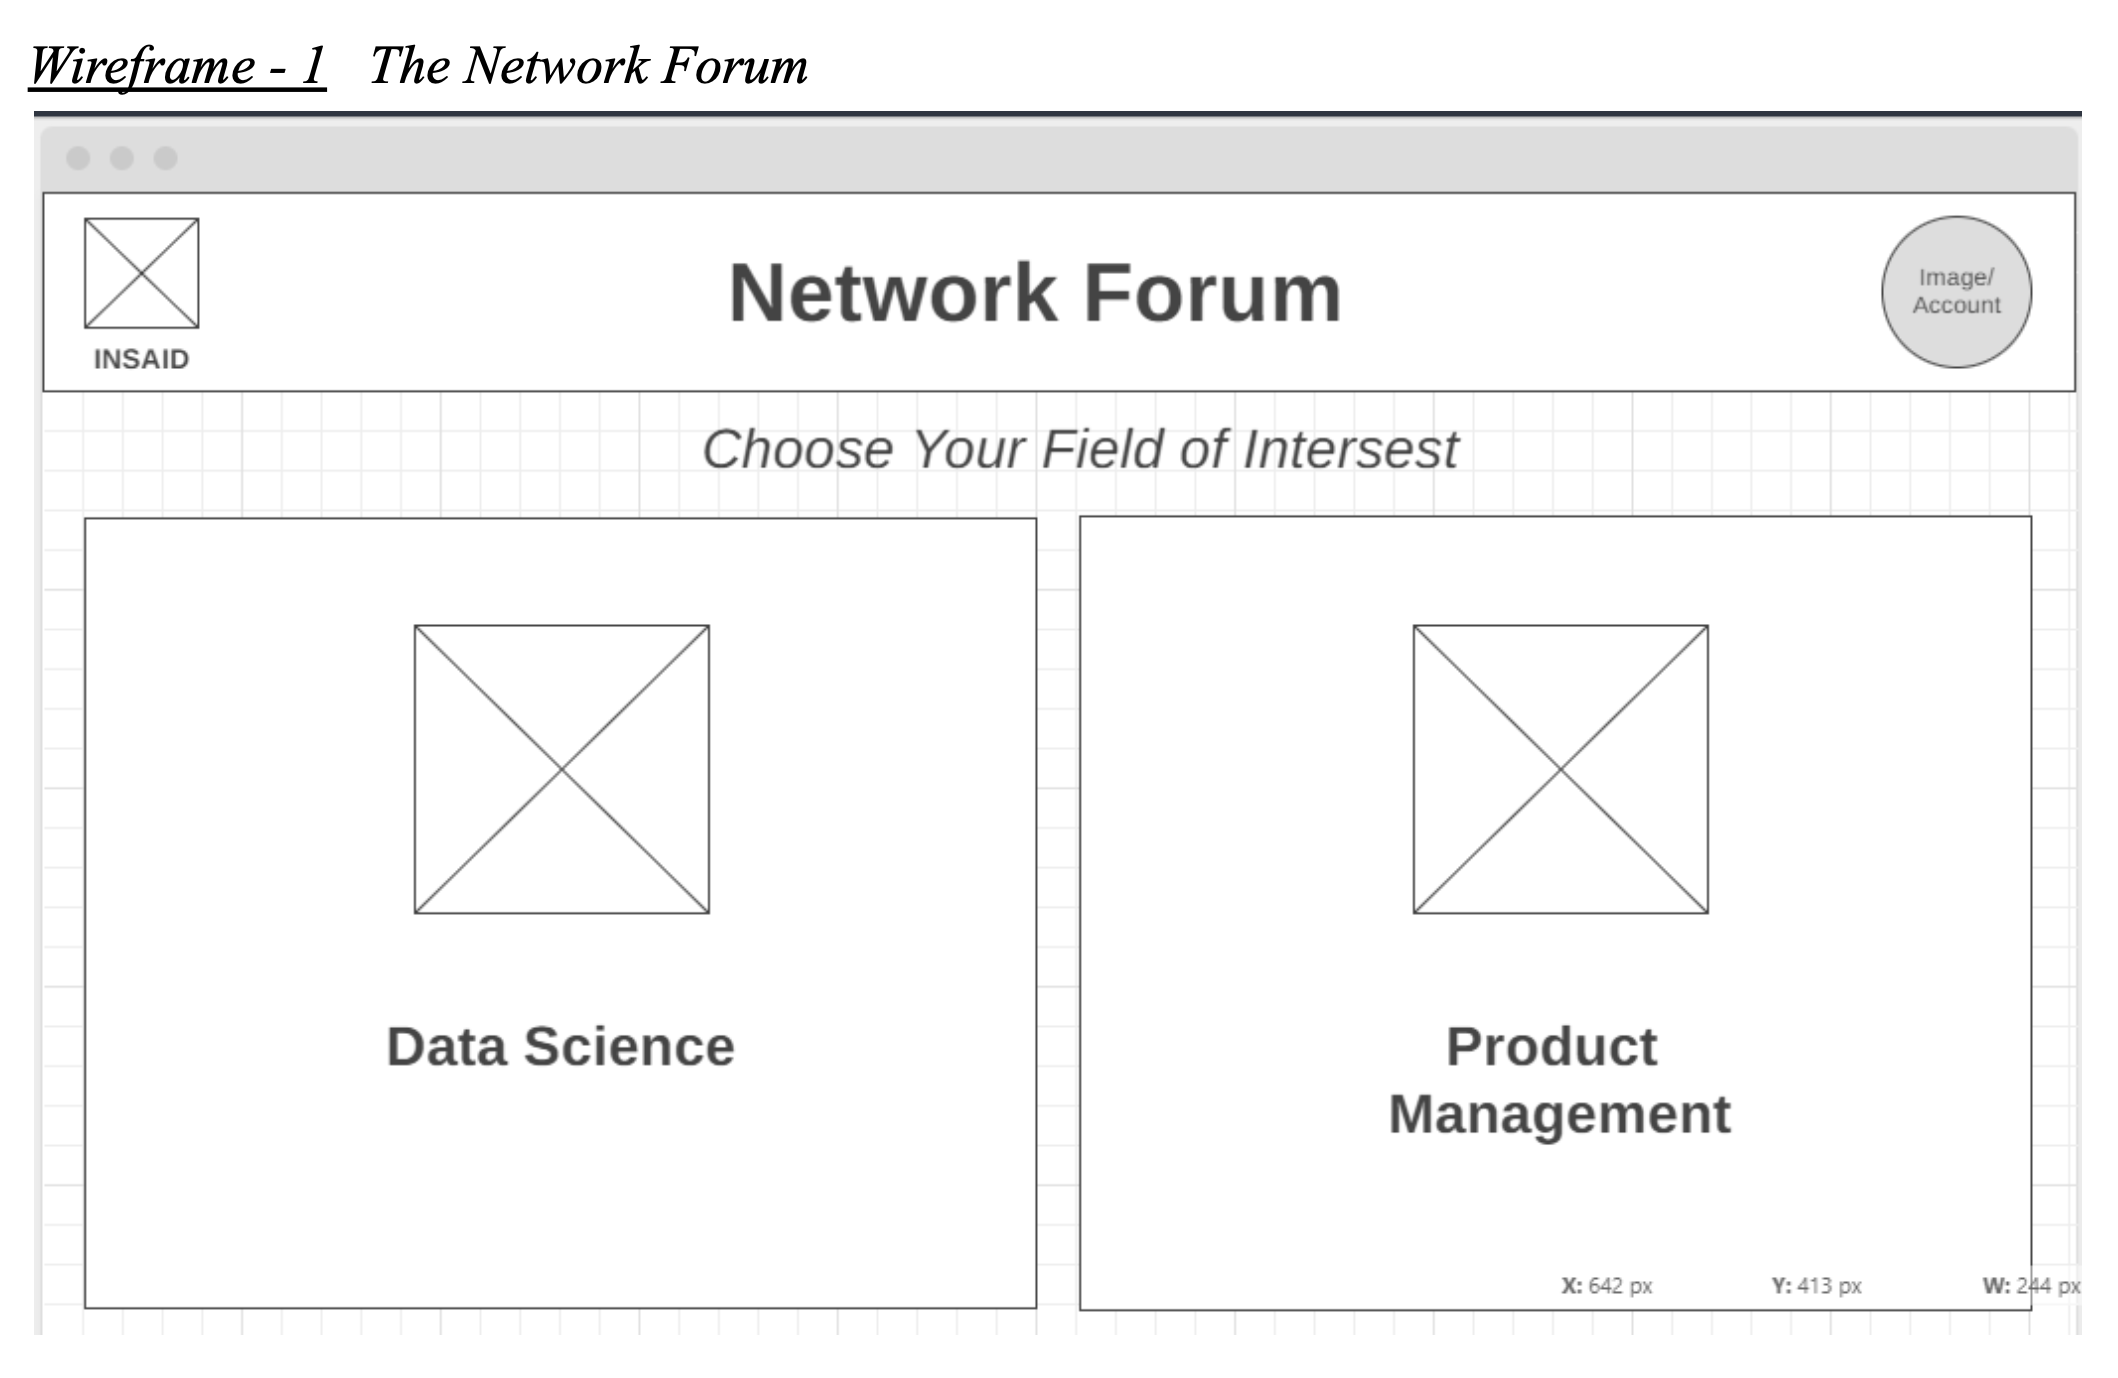 Wireframe - 1 The Network Forum
Network Forum
Image/
Account
INSAID
Choose Your Field of Intersest
Data Science
Product
Management
X: 642 px Y: 413 px W: 244 px